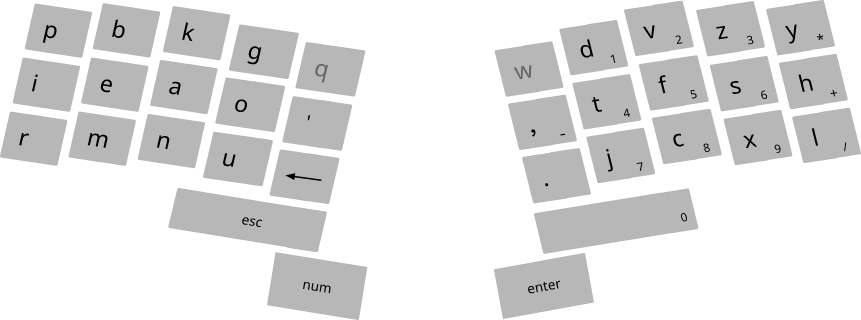 p b k g q
i e a o '
r m n u ←
esc
num
w d 1 v 2 z 3 y *
, - t 4 f 5 s 6 h +
. j 7 c 8 x 9 l /
0
enter